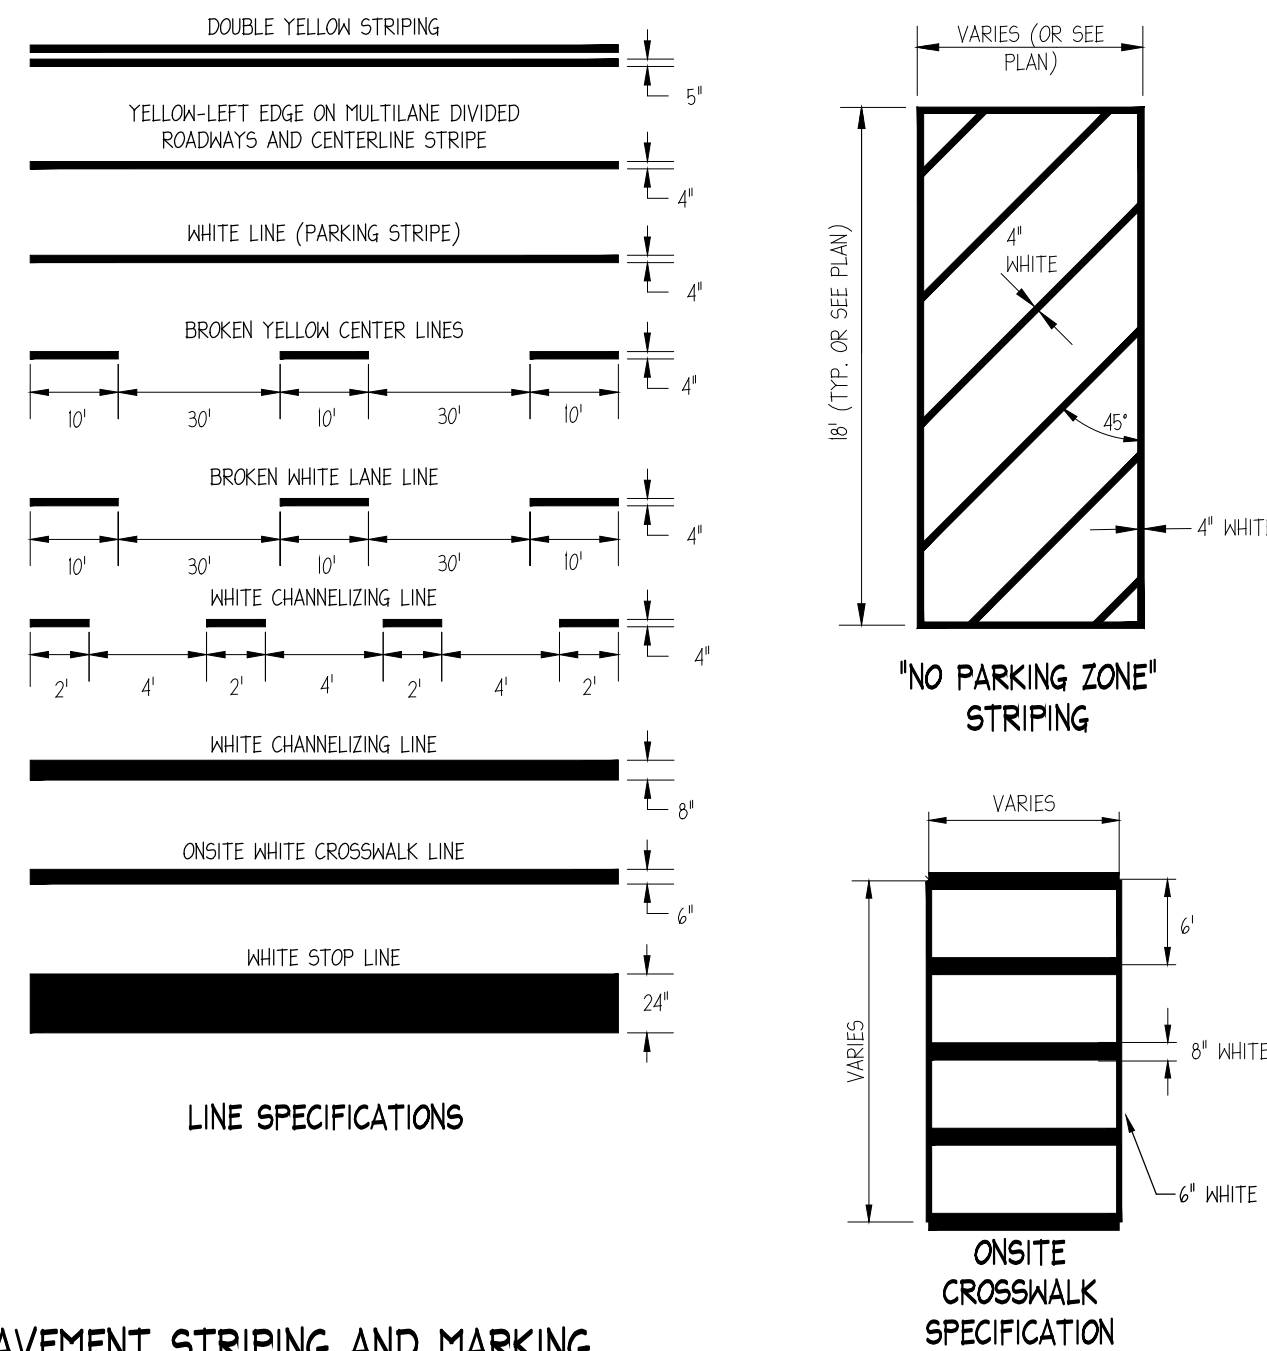 DOUBLE YELLOW STRIPING
5"
YELLOW-LEFT EDGE ON MULTILANE DIVIDED
ROADWAYS AND CENTERLINE STRIPE
4"
WHITE LINE (PARKING STRIPE)
4"
BROKEN YELLOW CENTER LINES
4"
10' 30' 10' 30' 10'
BROKEN WHITE LANE LINE
4"
10' 30' 10' 30' 10'
WHITE CHANNELIZING LINE
4"
2' 4' 2' 4' 2' 4' 2'
WHITE CHANNELIZING LINE
8"
ONSITE WHITE CROSSWALK LINE
6"
WHITE STOP LINE
24"
LINE SPECIFICATIONS
VARIES (OR SEE
PLAN)
18' (TYP. OR SEE PLAN)
4"
WHITE
45°
4" WHITE
"NO PARKING ZONE"
STRIPING
VARIES
6'
VARIES
8" WHITE
6" WHITE
ONSITE
CROSSWALK
SPECIFICATION
AVEMENT STRIPING AND MARKING